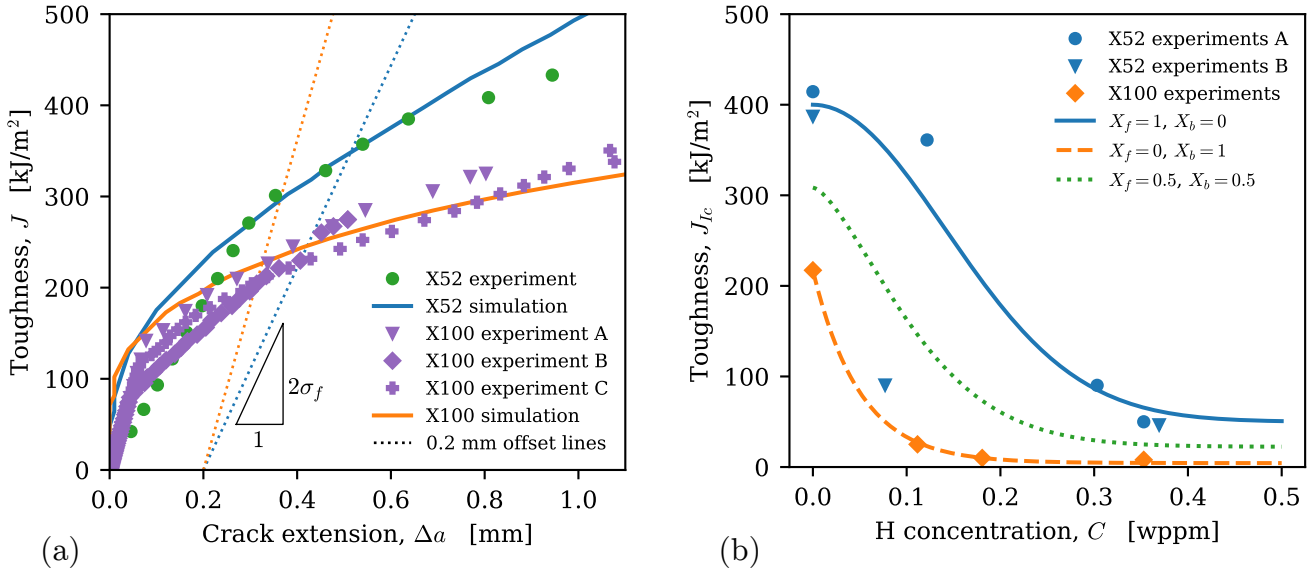 500
400
300
200
100
0
Toughness, J [kJ/m²]
0.0 0.2 0.4 0.6 0.8 1.0
Crack extension, Δa [mm]
(a)
X52 experiment
X52 simulation
X100 experiment A
X100 experiment B
X100 experiment C
X100 simulation
0.2 mm offset lines
2σ_f
1
500
400
300
200
100
0
Toughness, J_{Ic} [kJ/m²]
0.0 0.1 0.2 0.3 0.4 0.5
H concentration, C [wppm]
(b)
X52 experiments A
X52 experiments B
X100 experiments
X_f = 1, X_b = 0
X_f = 0, X_b = 1
X_f = 0.5, X_b = 0.5